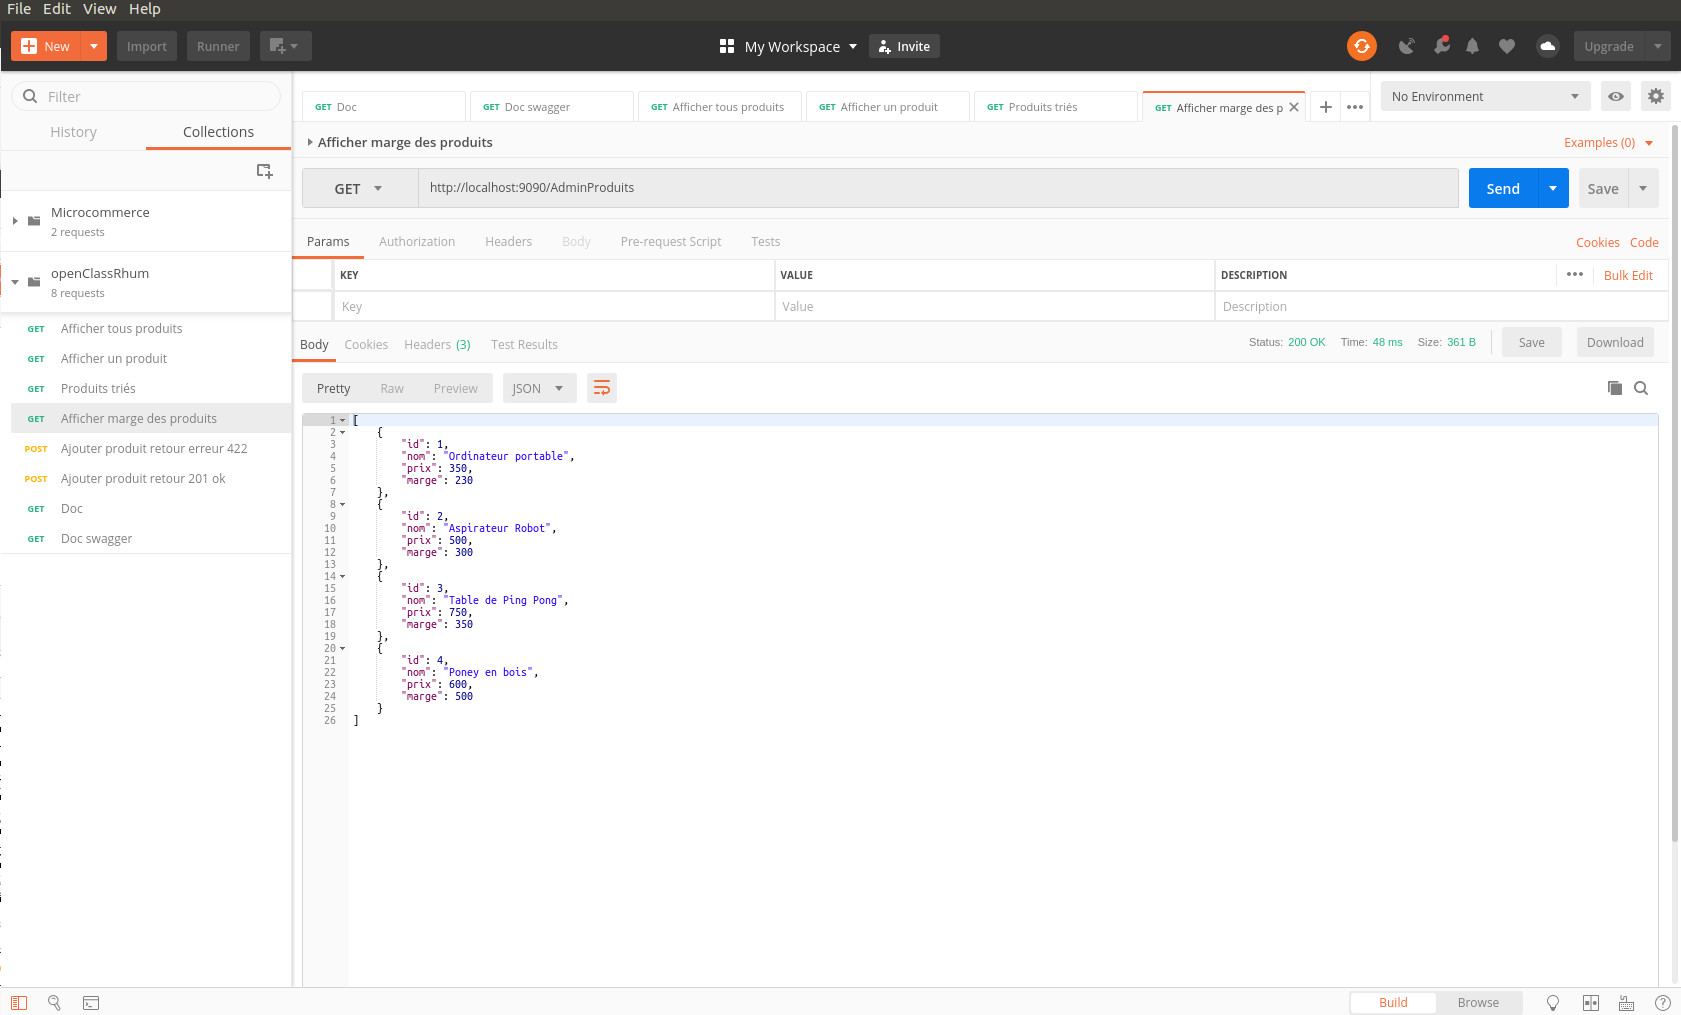 File Edit View Help
New Import Runner My Workspace Invite Upgrade
Filter
History Collections
Microcommerce
2 requests
openClassRhum
8 requests
GET Afficher tous produits
GET Afficher un produit
GET Produits triés
GET Afficher marge des produits
POST Ajouter produit retour erreur 422
POST Ajouter produit retour 201 ok
GET Doc
GET Doc swagger
GET Doc GET Doc swagger GET Afficher tous produits GET Afficher un produit GET Produits triés GET Afficher marge des p No Environment
Afficher marge des produits Examples (0)
GET http://localhost:9090/AdminProduits Send Save
Params Authorization Headers Body Pre-request Script Tests Cookies Code
KEY VALUE DESCRIPTION Bulk Edit
Key Value Description
Body Cookies Headers (3) Test Results Status: 200 OK Time: 48 ms Size: 361 B Save Download
Pretty Raw Preview JSON
1 [
2 {
3 "id": 1,
4 "nom": "Ordinateur portable",
5 "prix": 350,
6 "marge": 230
7 },
8 {
9 "id": 2,
10 "nom": "Aspirateur Robot",
11 "prix": 500,
12 "marge": 300
13 },
14 {
15 "id": 3,
16 "nom": "Table de Ping Pong",
17 "prix": 750,
18 "marge": 350
19 },
20 {
21 "id": 4,
22 "nom": "Poney en bois",
23 "prix": 600,
24 "marge": 500
25 }
26 ]
Build Browse